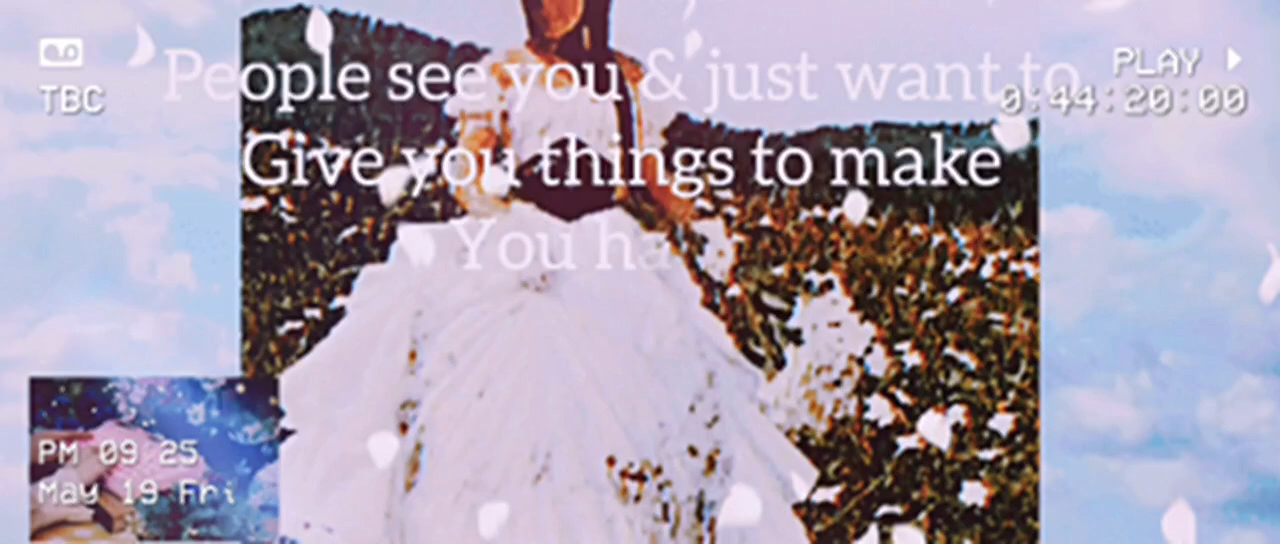 People see you & just want to
Give you things to make
You ha
TBC
PLAY
0:44:20:00
PM 09 25
May 19 Fri